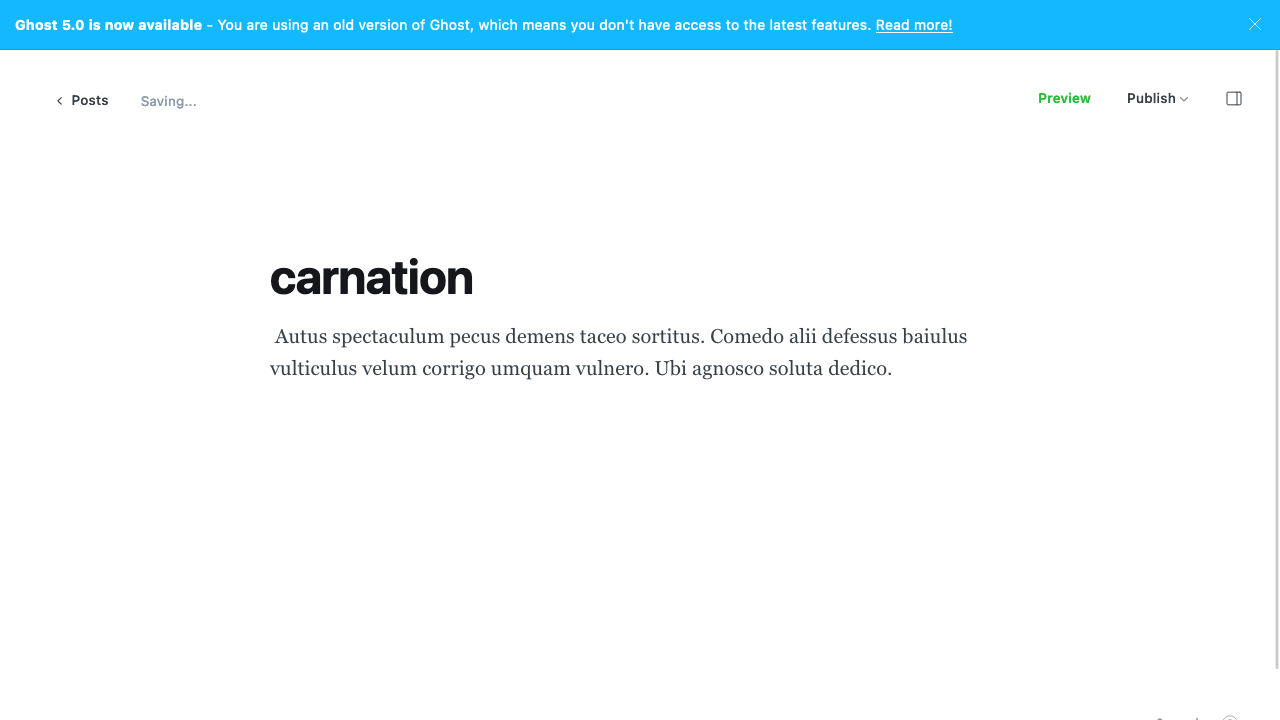 Ghost 5.0 is now available - You are using an old version of Ghost, which means you don't have access to the latest features. Read more!
Posts Saving... Preview Publish
carnation
Autus spectaculum pecus demens taceo sortitus. Comedo alii defessus baiulus
vulticulus velum corrigo umquam vulnero. Ubi agnosco soluta dedico.